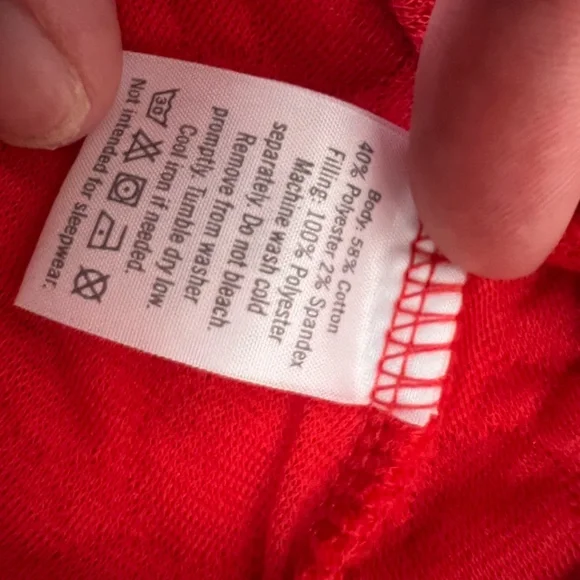 Body: 58% Cotton
40% Polyester 2% Spandex
Filling: 100% Polyester
Machine wash cold
separately. Do not bleach.
Remove from washer
promptly. Tumble dry low.
Cool iron if needed.
30
Not intended for sleepwear.